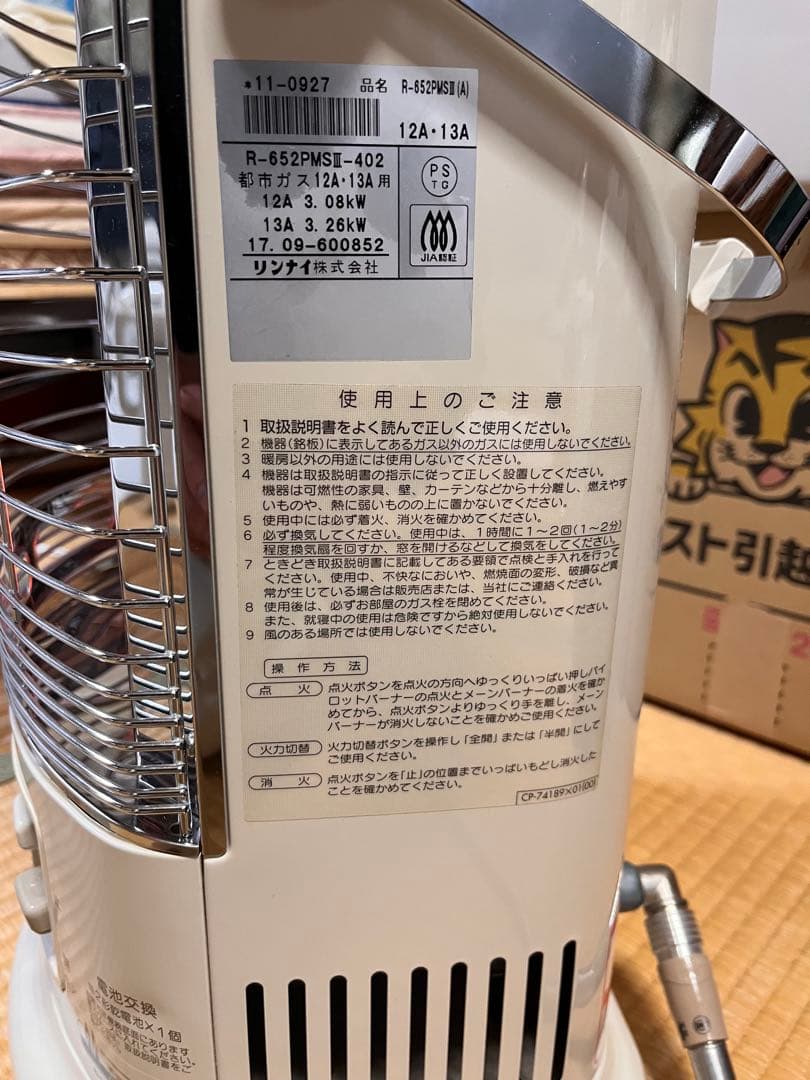 *11-0927 品名 R-652PMSⅢ(A)
12A・13A
R-652PMSⅢ-402
都市ガス12A・13A用
12A 3.08kW
13A 3.26kW
17.09-600852
リンナイ株式会社
PS
TG
JIA認証
使用上のご注意
1 取扱説明書をよく読んで正しくご使用ください。
2 機器(銘板)に表示してあるガス以外のガスには使用しないでください。
3 暖房以外の用途には使用しないでください。
4 機器は取扱説明書の指示に従って正しく設置してください。
機器は可燃性の家具、壁、カーテンなどから十分離し、燃えやす
いものや、熱に弱いものの上に置かないでください。
5 使用中には必ず着火、消火を確かめてください。
6 必ず換気してください。使用中は、1時間に1〜2回(1〜2分)
程度換気扇を回すか、窓を開けるなどして換気をしてください。
7 ときどき取扱説明書に記載してある要領で点検と手入れを行って
ください。使用中、不快なにおいや、燃焼面の変形、破損など異
常が生じている場合は販売店または、当社にご連絡ください。
8 使用後は、必ずお部屋のガス栓を閉めてください。
また、就寝中の使用は危険ですから絶対使用しないでください。
9 風のある場所では使用しないでください。
操作方法
点火 点火ボタンを点火の方向へゆっくりいっぱい押しパイ
ロットバーナーの点火とメーンバーナーの着火を確か
めてから、点火ボタンよりゆっくり手を離し、メーン
バーナーが消火しないことを確かめご使用ください。
火力切替 火力切替ボタンを操作し「全開」または「半開」にして
ご使用ください。
消火 点火ボタンを「止」の位置までいっぱいもどし消火した
ことを確かめてください。
CP-74189×01(00)
スト引越
電池交換
乾電池×1個
底にあります
入れてください。
取扱説明書をご